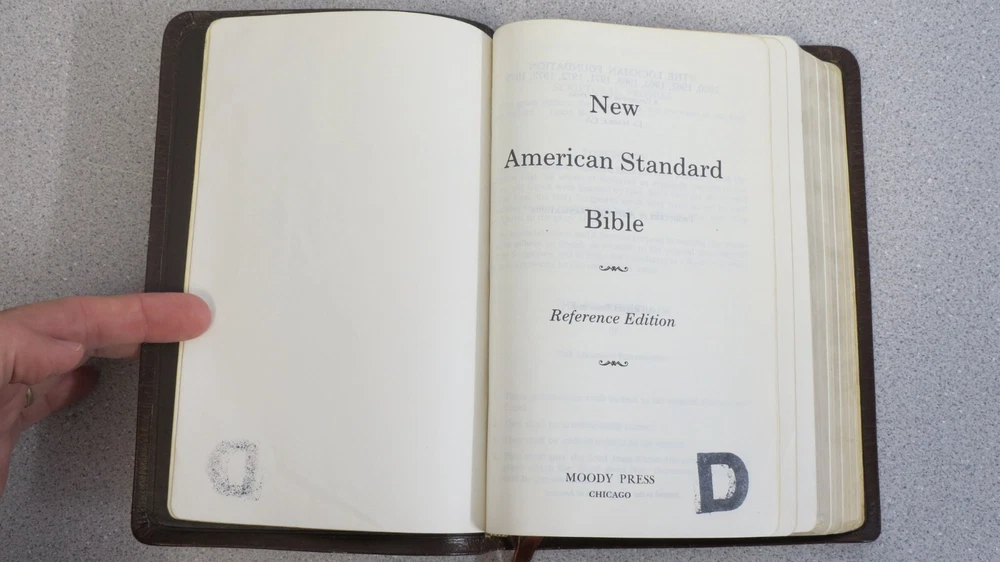 New
American Standard
Bible
Reference Edition
MOODY PRESS
CHICAGO
D